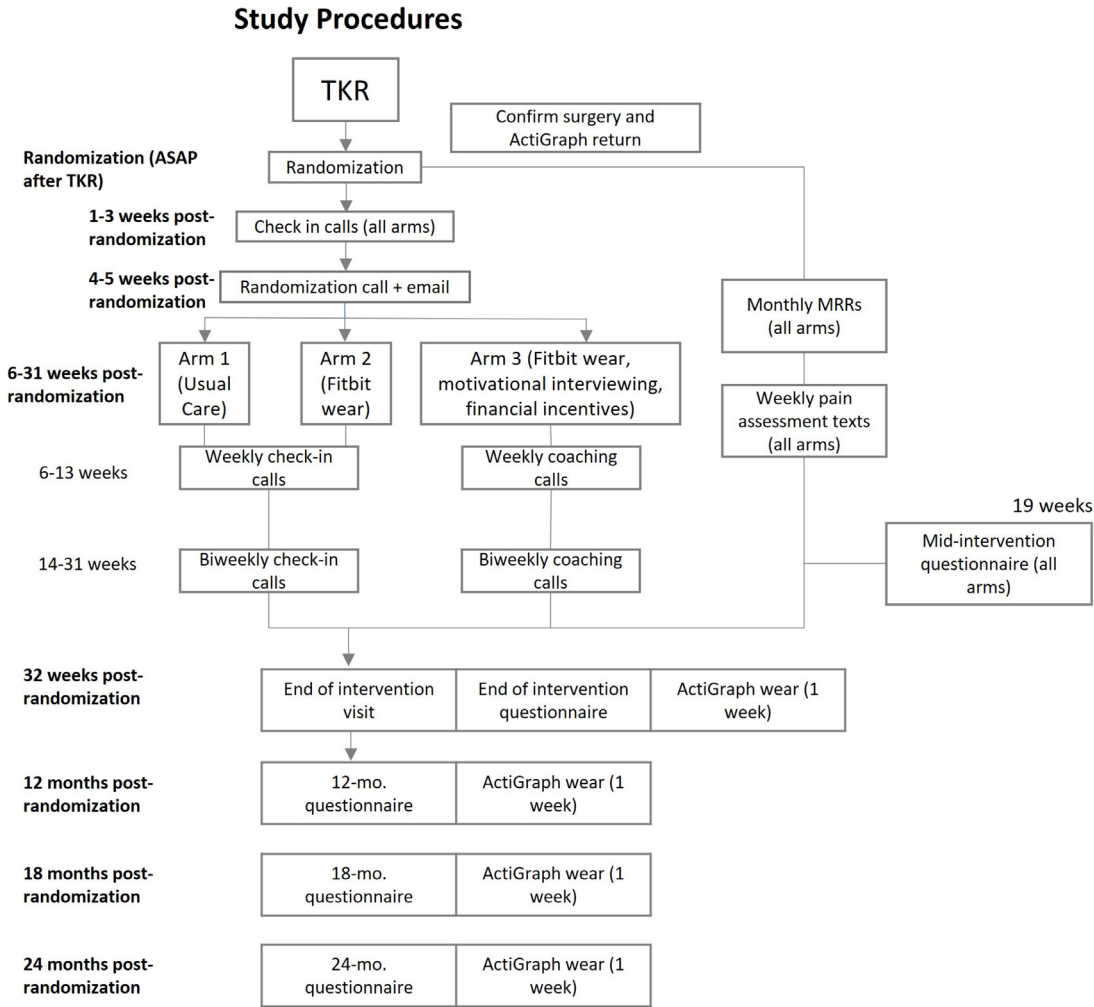 Study Procedures
TKR
Confirm surgery and
ActiGraph return
Randomization (ASAP
after TKR)
Randomization
1-3 weeks post-
randomization
Check in calls (all arms)
4-5 weeks post-
randomization
Randomization call + email
Monthly MRRs
(all arms)
6-31 weeks post-
randomization
Arm 1
(Usual
Care)
Arm 2
(Fitbit
wear)
Arm 3 (Fitbit wear,
motivational interviewing,
financial incentives)
Weekly pain
assessment texts
(all arms)
6-13 weeks
Weekly check-in
calls
Weekly coaching
calls
19 weeks
Mid-intervention
questionnaire (all
arms)
14-31 weeks
Biweekly check-in
calls
Biweekly coaching
calls
32 weeks post-
randomization
End of intervention
visit
End of intervention
questionnaire
ActiGraph wear (1
week)
12 months post-
randomization
12-mo.
questionnaire
ActiGraph wear (1
week)
18 months post-
randomization
18-mo.
questionnaire
ActiGraph wear (1
week)
24 months post-
randomization
24-mo.
questionnaire
ActiGraph wear (1
week)